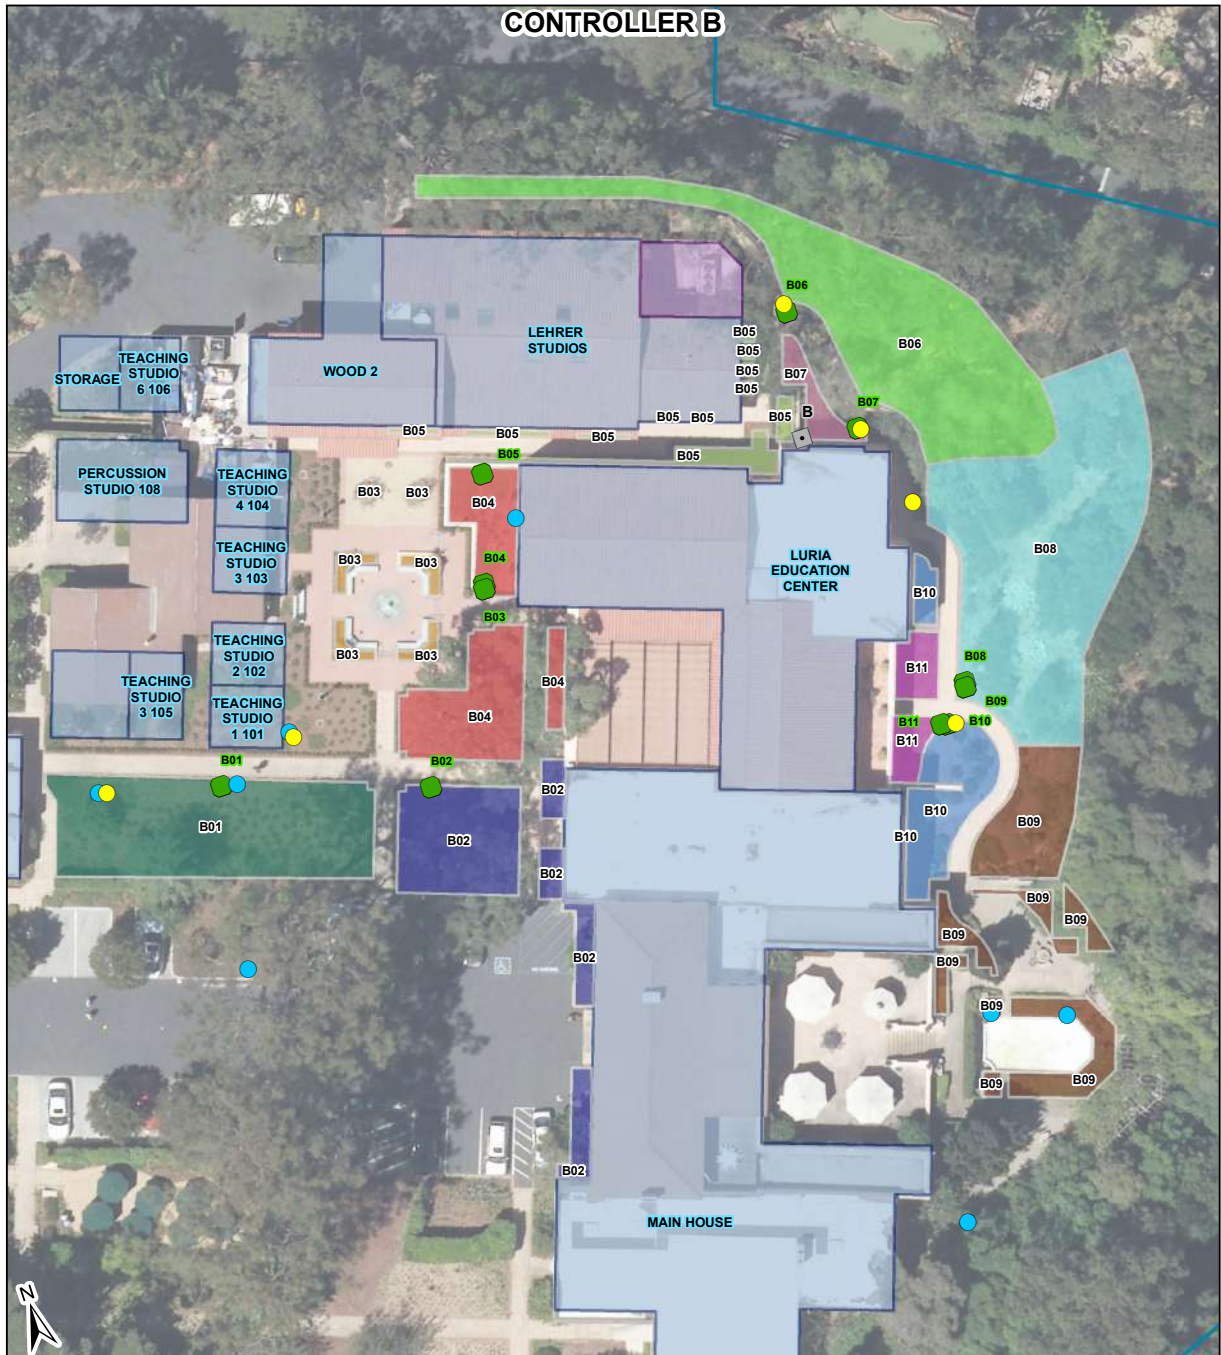 CONTROLLER B
B06
LEHRER
STUDIOS
B05
B06
B05
TEACHING
STUDIO
6 106
STORAGE
WOOD 2
B05
B07
B05
B07
B05
B05
B05
B
B05
B05
B05
B05
B05
B05
PERCUSSION
STUDIO 108
TEACHING
STUDIO
4 104
B03
B03
B04
B08
TEACHING
STUDIO
3 103
B03
B03
B04
LURIA
EDUCATION
CENTER
B10
B03
TEACHING
STUDIO
2 102
B03
B03
B04
B08
B11
TEACHING
STUDIO
3 105
TEACHING
STUDIO
1 101
B04
B09
B11
B10
B11
B01
B02
B02
B10
B09
B01
B02
B10
B02
B09
B09
B09
B02
B09
B09
B09
B09
B02
MAIN HOUSE
N